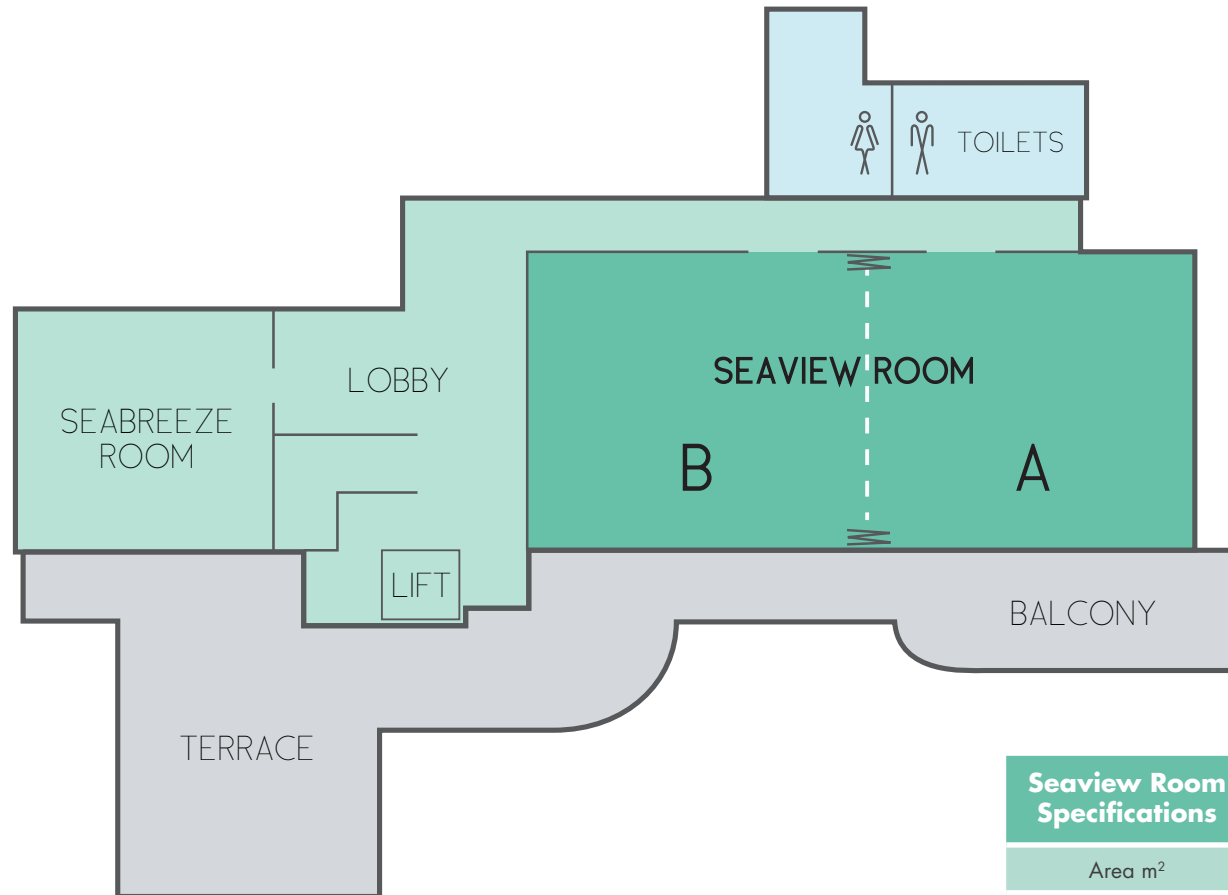 TOILETS
LOBBY
SEAVIEW ROOM
SEABREEZE
ROOM
B
A
LIFT
BALCONY
TERRACE
Seaview Room
Specifications
Area m²